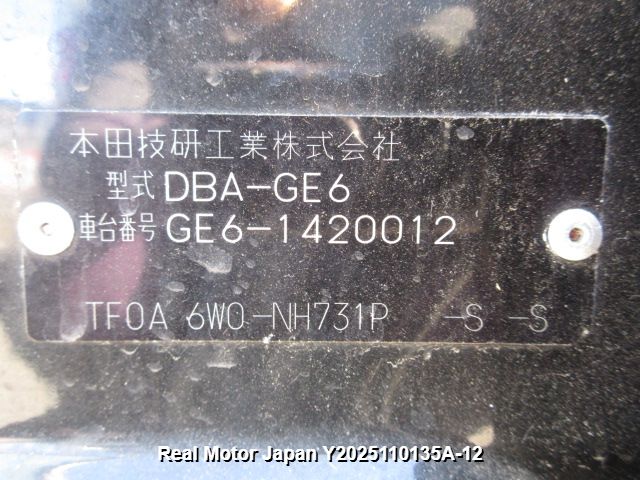 本田技研工業株式会社
型式 DBA-GE6
車台番号 GE6-1420012
TF0A 6W0-NH731P -S -S
Real Motor Japan Y2025110135A-12